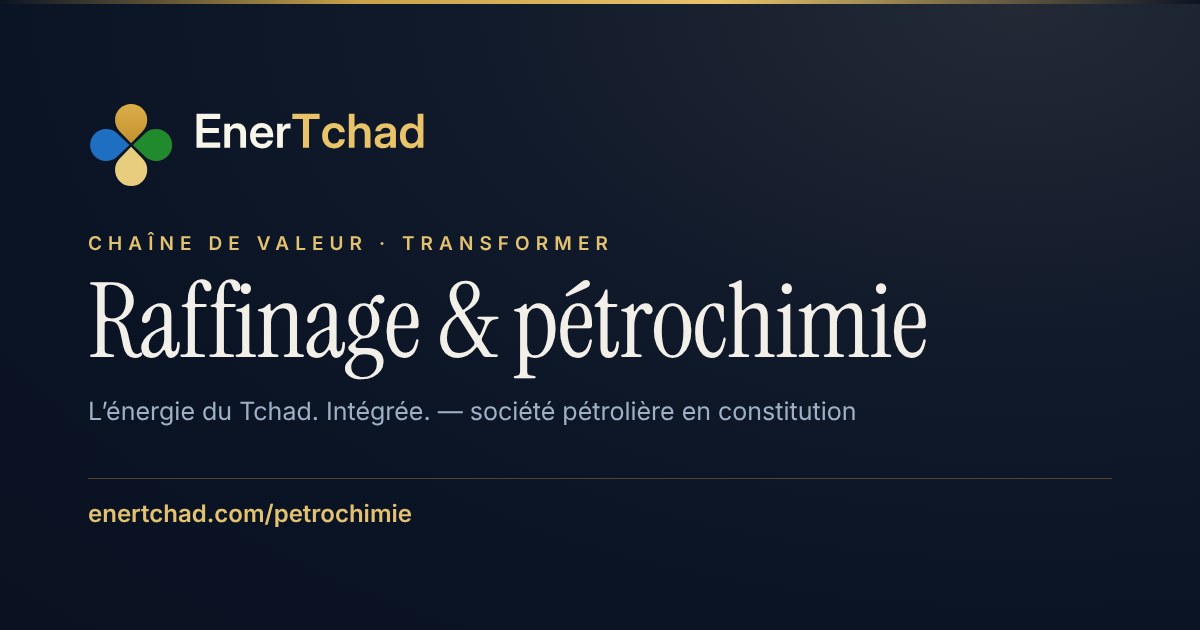 EnerTchad
CHAÎNE DE VALEUR · TRANSFORMER
Raffinage & pétrochimie
L’énergie du Tchad. Intégrée. — société pétrolière en constitution
enertchad.com/petrochimie